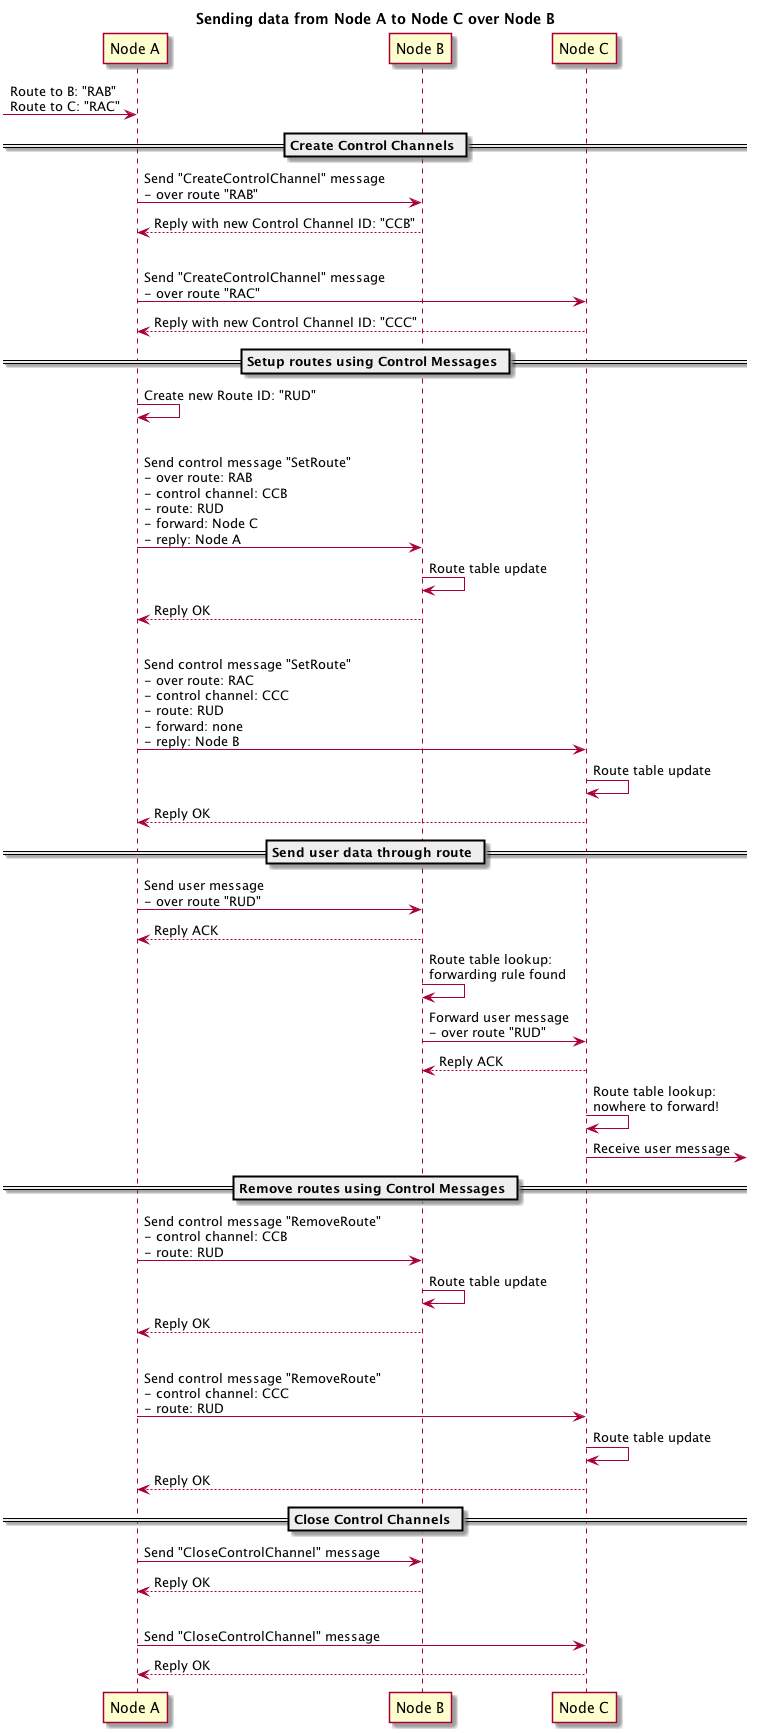 Sending data from Node A to Node C over Node B
Node A
Node B
Node C
Route to B: "RAB"
Route to C: "RAC"
Create Control Channels
Send "CreateControlChannel" message
- over route "RAB"
Reply with new Control Channel ID: "CCB"
Send "CreateControlChannel" message
- over route "RAC"
Reply with new Control Channel ID: "CCC"
Setup routes using Control Messages
Create new Route ID: "RUD"
Send control message "SetRoute"
- over route: RAB
- control channel: CCB
- route: RUD
- forward: Node C
- reply: Node A
Route table update
Reply OK
Send control message "SetRoute"
- over route: RAC
- control channel: CCC
- route: RUD
- forward: none
- reply: Node B
Route table update
Reply OK
Send user data through route
Send user message
- over route "RUD"
Reply ACK
Route table lookup:
forwarding rule found
Forward user message
- over route "RUD"
Reply ACK
Route table lookup:
nowhere to forward!
Receive user message
Remove routes using Control Messages
Send control message "RemoveRoute"
- control channel: CCB
- route: RUD
Route table update
Reply OK
Send control message "RemoveRoute"
- control channel: CCC
- route: RUD
Route table update
Reply OK
Close Control Channels
Send "CloseControlChannel" message
Reply OK
Send "CloseControlChannel" message
Reply OK
Node A
Node B
Node C